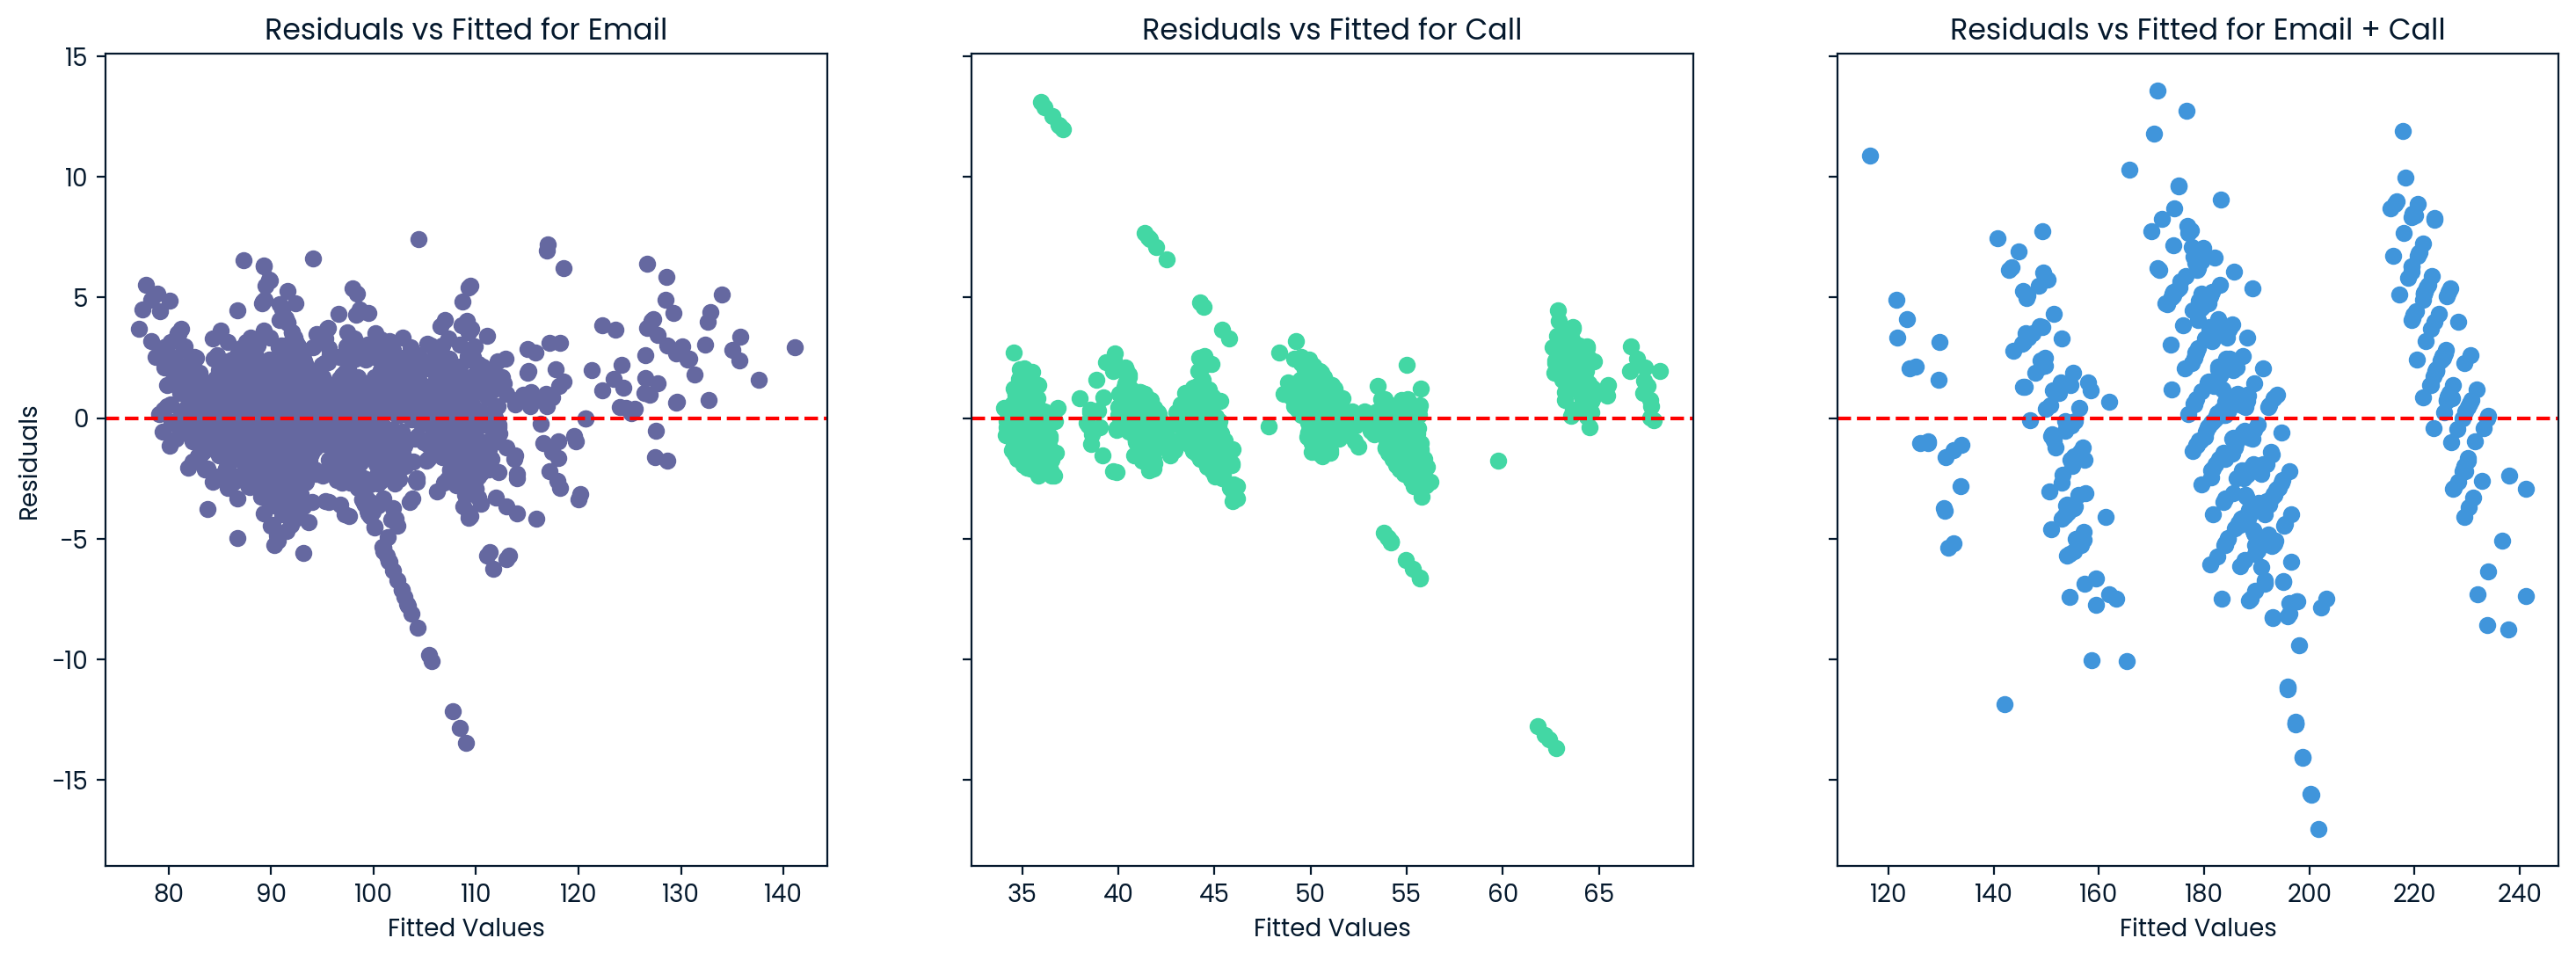 Residuals vs Fitted for Email
Residuals vs Fitted for Call
Residuals vs Fitted for Email + Call
15
10
5
0
−5
−10
−15
Residuals
80 90 100 110 120 130 140
35 40 45 50 55 60 65
120 140 160 180 200 220 240
Fitted Values
Fitted Values
Fitted Values